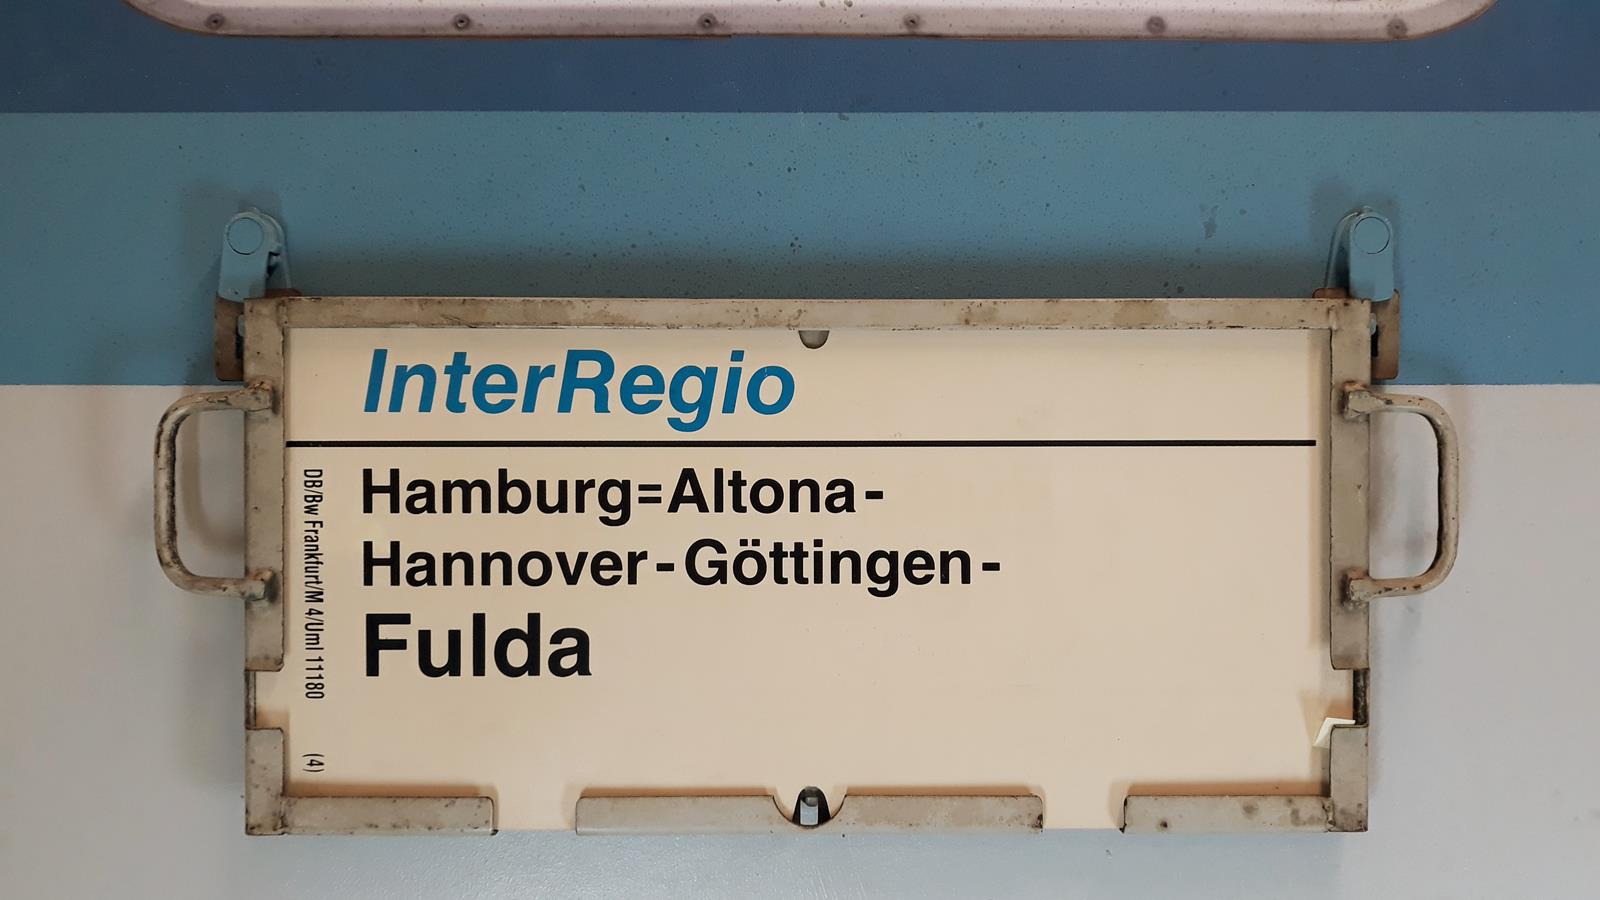 InterRegio
Hamburg=Altona-
Hannover-Göttingen-
Fulda
DB/Bw Frankfurt/M 4/Uml 11180 (4)